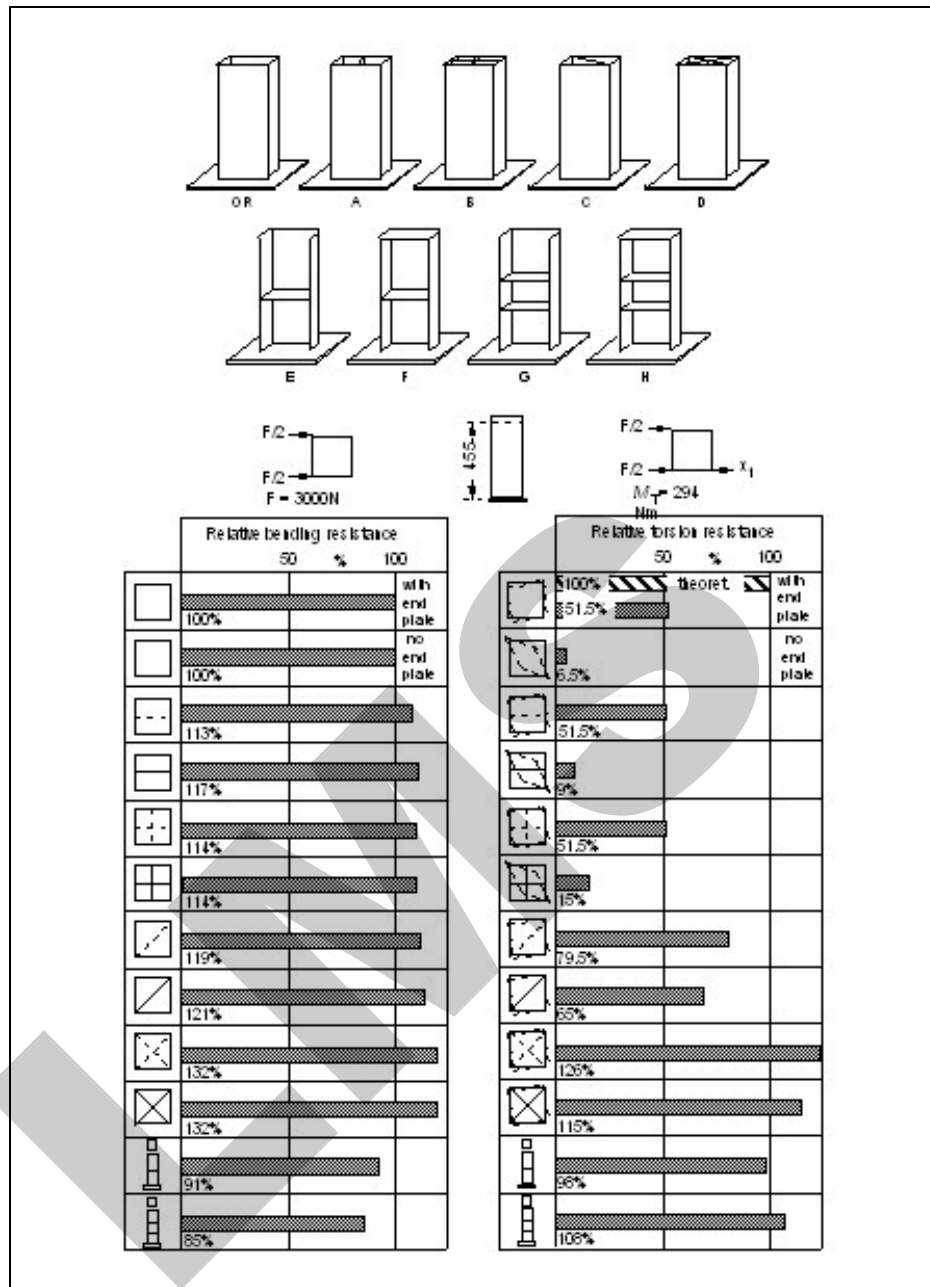 OR A B C D
E F G H
F/2
F/2
F = 3000N
455
F/2
F/2 X
M T = 294
Nm
Relative bending resistance
50 % 100
with
end
plate
100%
no
end
plate
100%
113%
117%
114%
114%
119%
121%
132%
132%
91%
85%
Relative torsion resistance
50 % 100
100% theoret. with
end
plate
51.5%
no
end
plate
6.5%
51.5%
9%
51.5%
15%
79.5%
65%
126%
115%
108%
LMS